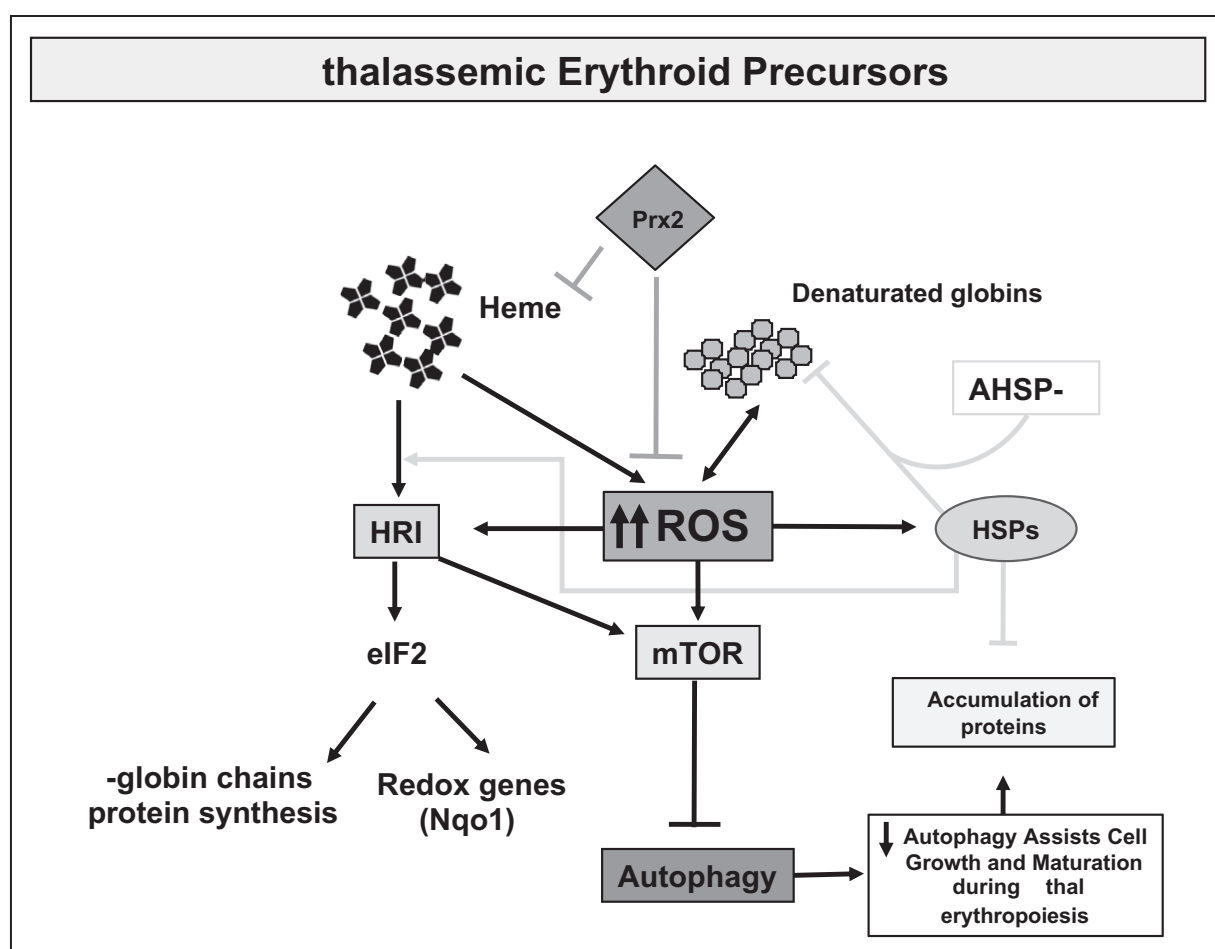 thalassemic Erythroid Precursors
Prx2
Heme
Denaturated globins
AHSP-
HRI
ROS
HSPs
eIF2
mTOR
Accumulation of
proteins
-globin chains
protein synthesis
Redox genes
(Nqo1)
Autophagy
Autophagy Assists Cell
Growth and Maturation
during thal
erythropoiesis